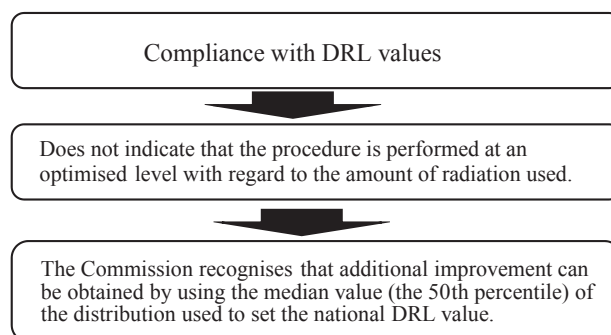 Compliance with DRL values
Does not indicate that the procedure is performed at an
optimised level with regard to the amount of radiation used.
The Commission recognises that additional improvement can
be obtained by using the median value (the 50th percentile) of
the distribution used to set the national DRL value.